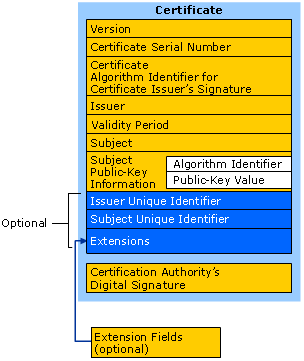 Certificate
Version
Certificate Serial Number
Certificate
Algorithm Identifier for
Certificate Issuer's Signature
Issuer
Validity Period
Subject
Subject
Public-Key
Information
Algorithm Identifier
Public-Key Value
Optional
Issuer Unique Identifier
Subject Unique Identifier
Extensions
Certification Authority's
Digital Signature
Extension Fields
(optional)